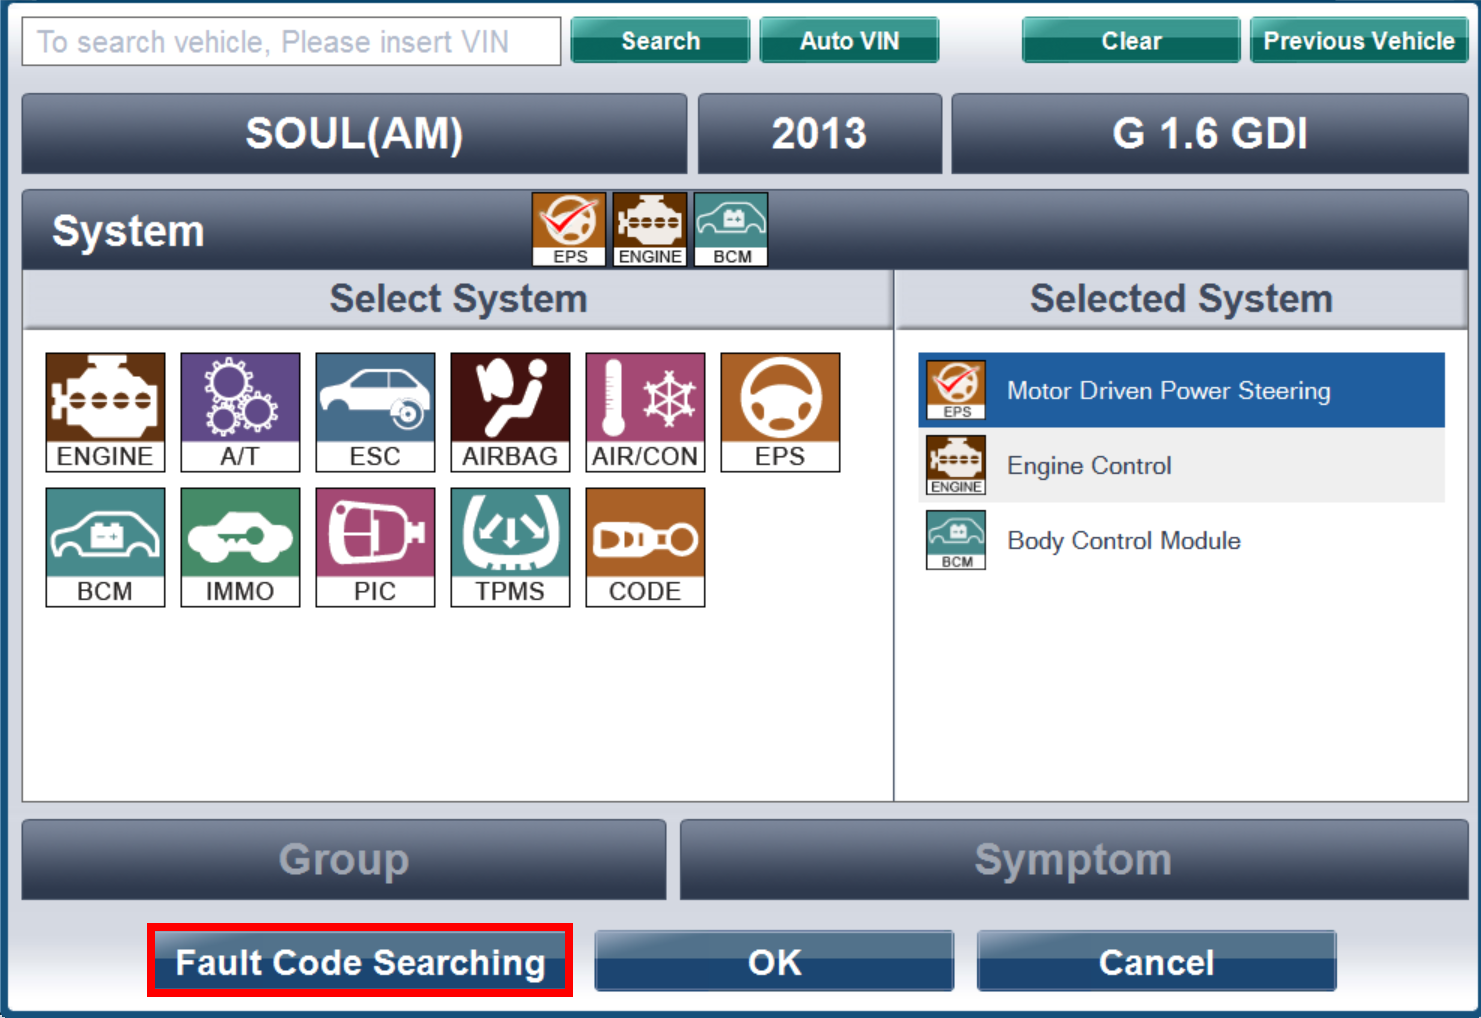 To search vehicle, Please insert VIN Search Auto VIN Clear Previous Vehicle
SOUL(AM) 2013 G 1.6 GDI
System EPS ENGINE BCM
Select System Selected System
ENGINE A/T ESC AIRBAG AIR/CON EPS
BCM IMMO PIC TPMS CODE
EPS Motor Driven Power Steering
ENGINE Engine Control
BCM Body Control Module
Group Symptom
Fault Code Searching OK Cancel